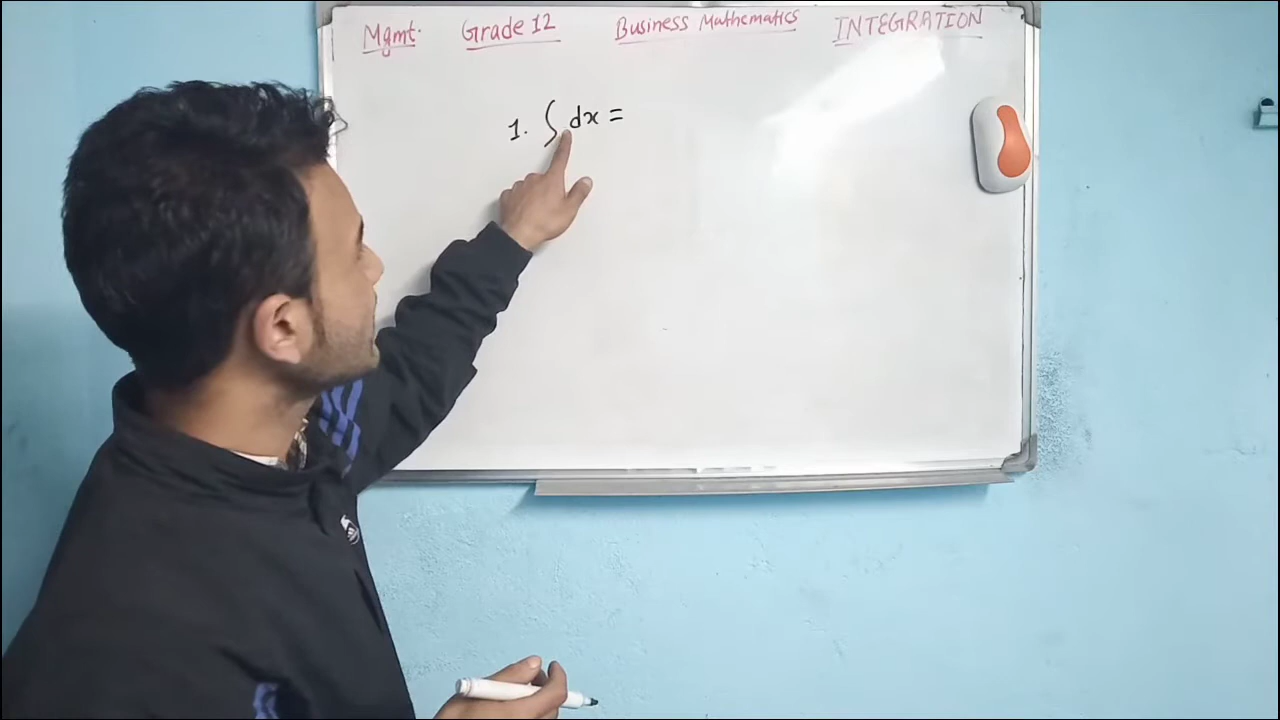 Mgmt. Grade 12 Business Mathematics INTEGRATION
1. ∫ dx =